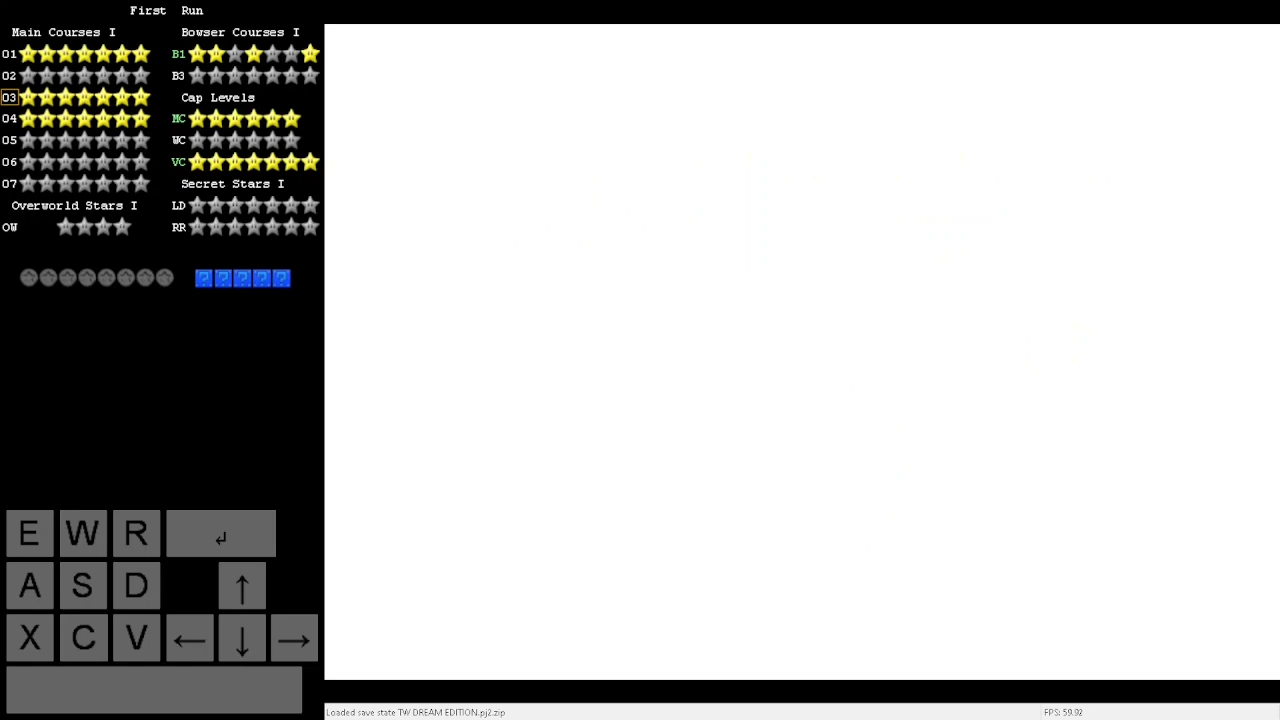 First Run
Main Courses I
Bowser Courses I
01
B1
02
B3
03
Cap Levels
04
MC
05
WC
06
VC
07
Secret Stars I
Overworld Stars I
LD
OW
RR
? ? ? ? ?
E W R ↵
A S D ↑
X C V ← ↓ →
Loaded save state TW DREAM EDITION.pj2.zip
FPS: 59.92